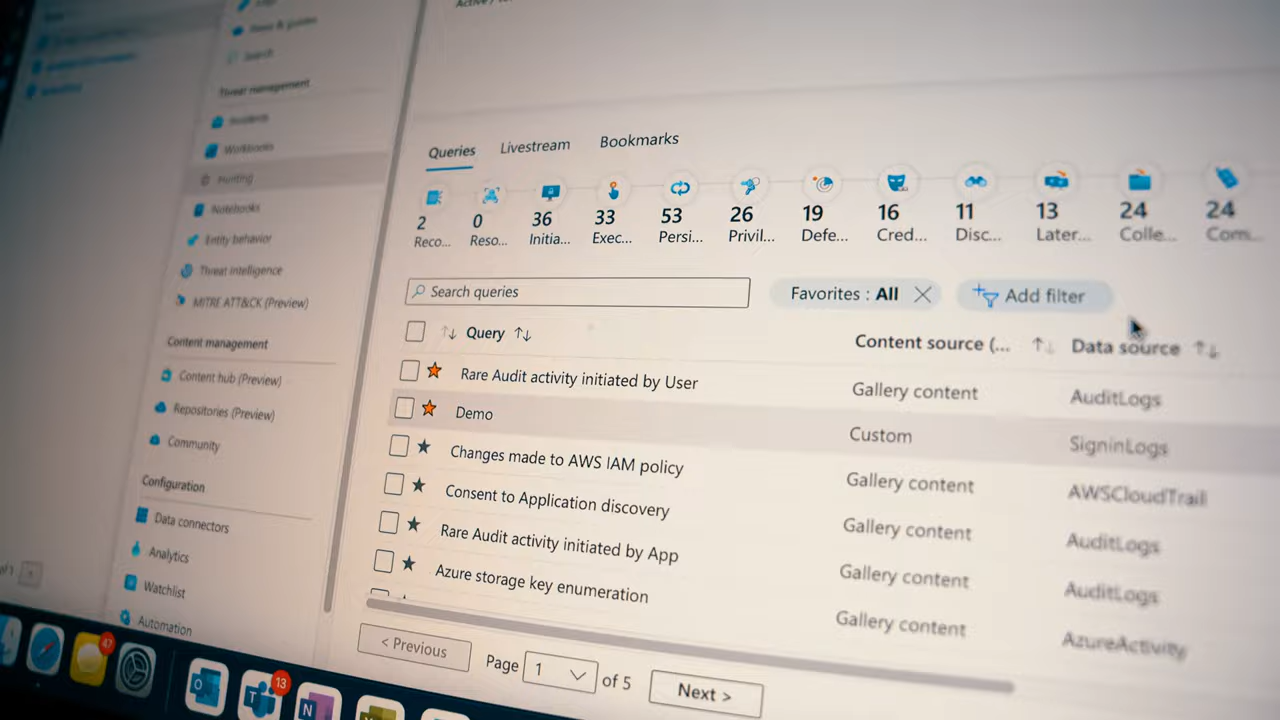 Search
Threat management
Incidents
Workbooks
Hunting
Notebooks
Entity behavior
Threat intelligence
MITRE ATT&CK (Preview)
Content management
Content hub (Preview)
Repositories (Preview)
Community
Configuration
Data connectors
Analytics
Watchlist
Automation
Queries Livestream Bookmarks
2 0 36 33 53 26 19 16 11 13 24 24
Reco... Reso... Initia... Exec... Persi... Privil... Defe... Cred... Disc... Later... Colle... Com...
Search queries Favorites : All Add filter
Query Content source (... Data source
Rare Audit activity initiated by User Gallery content AuditLogs
Demo Custom SigninLogs
Changes made to AWS IAM policy Gallery content AWSCloudTrail
Consent to Application discovery Gallery content AuditLogs
Rare Audit activity initiated by App Gallery content AuditLogs
Azure storage key enumeration Gallery content AzureActivity
< Previous Page 1 of 5 Next >
47
13
O
T
N